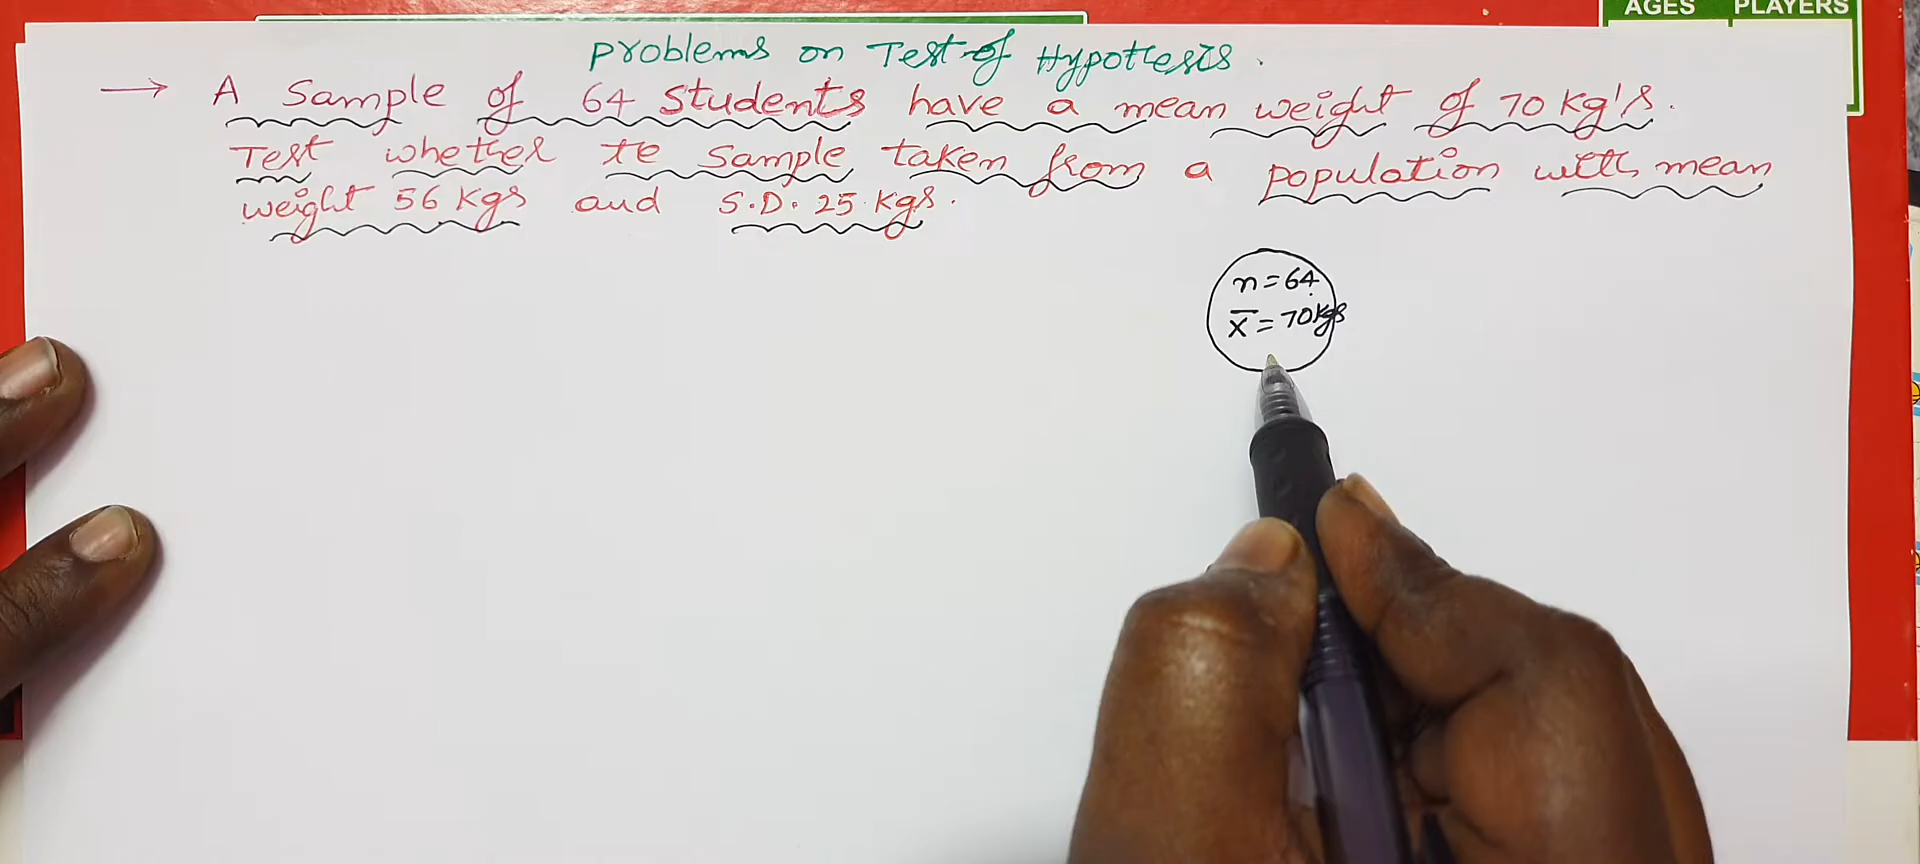 AGES PLAYERS
Problems on Test of Hypothesis.
→ A Sample of 64 Students have a mean weight of 70 Kg's.
Test whether te Sample taken from a population with mean
weight 56 Kgs and S.D. 25 Kgs.
n = 64
x̄ = 70kgs